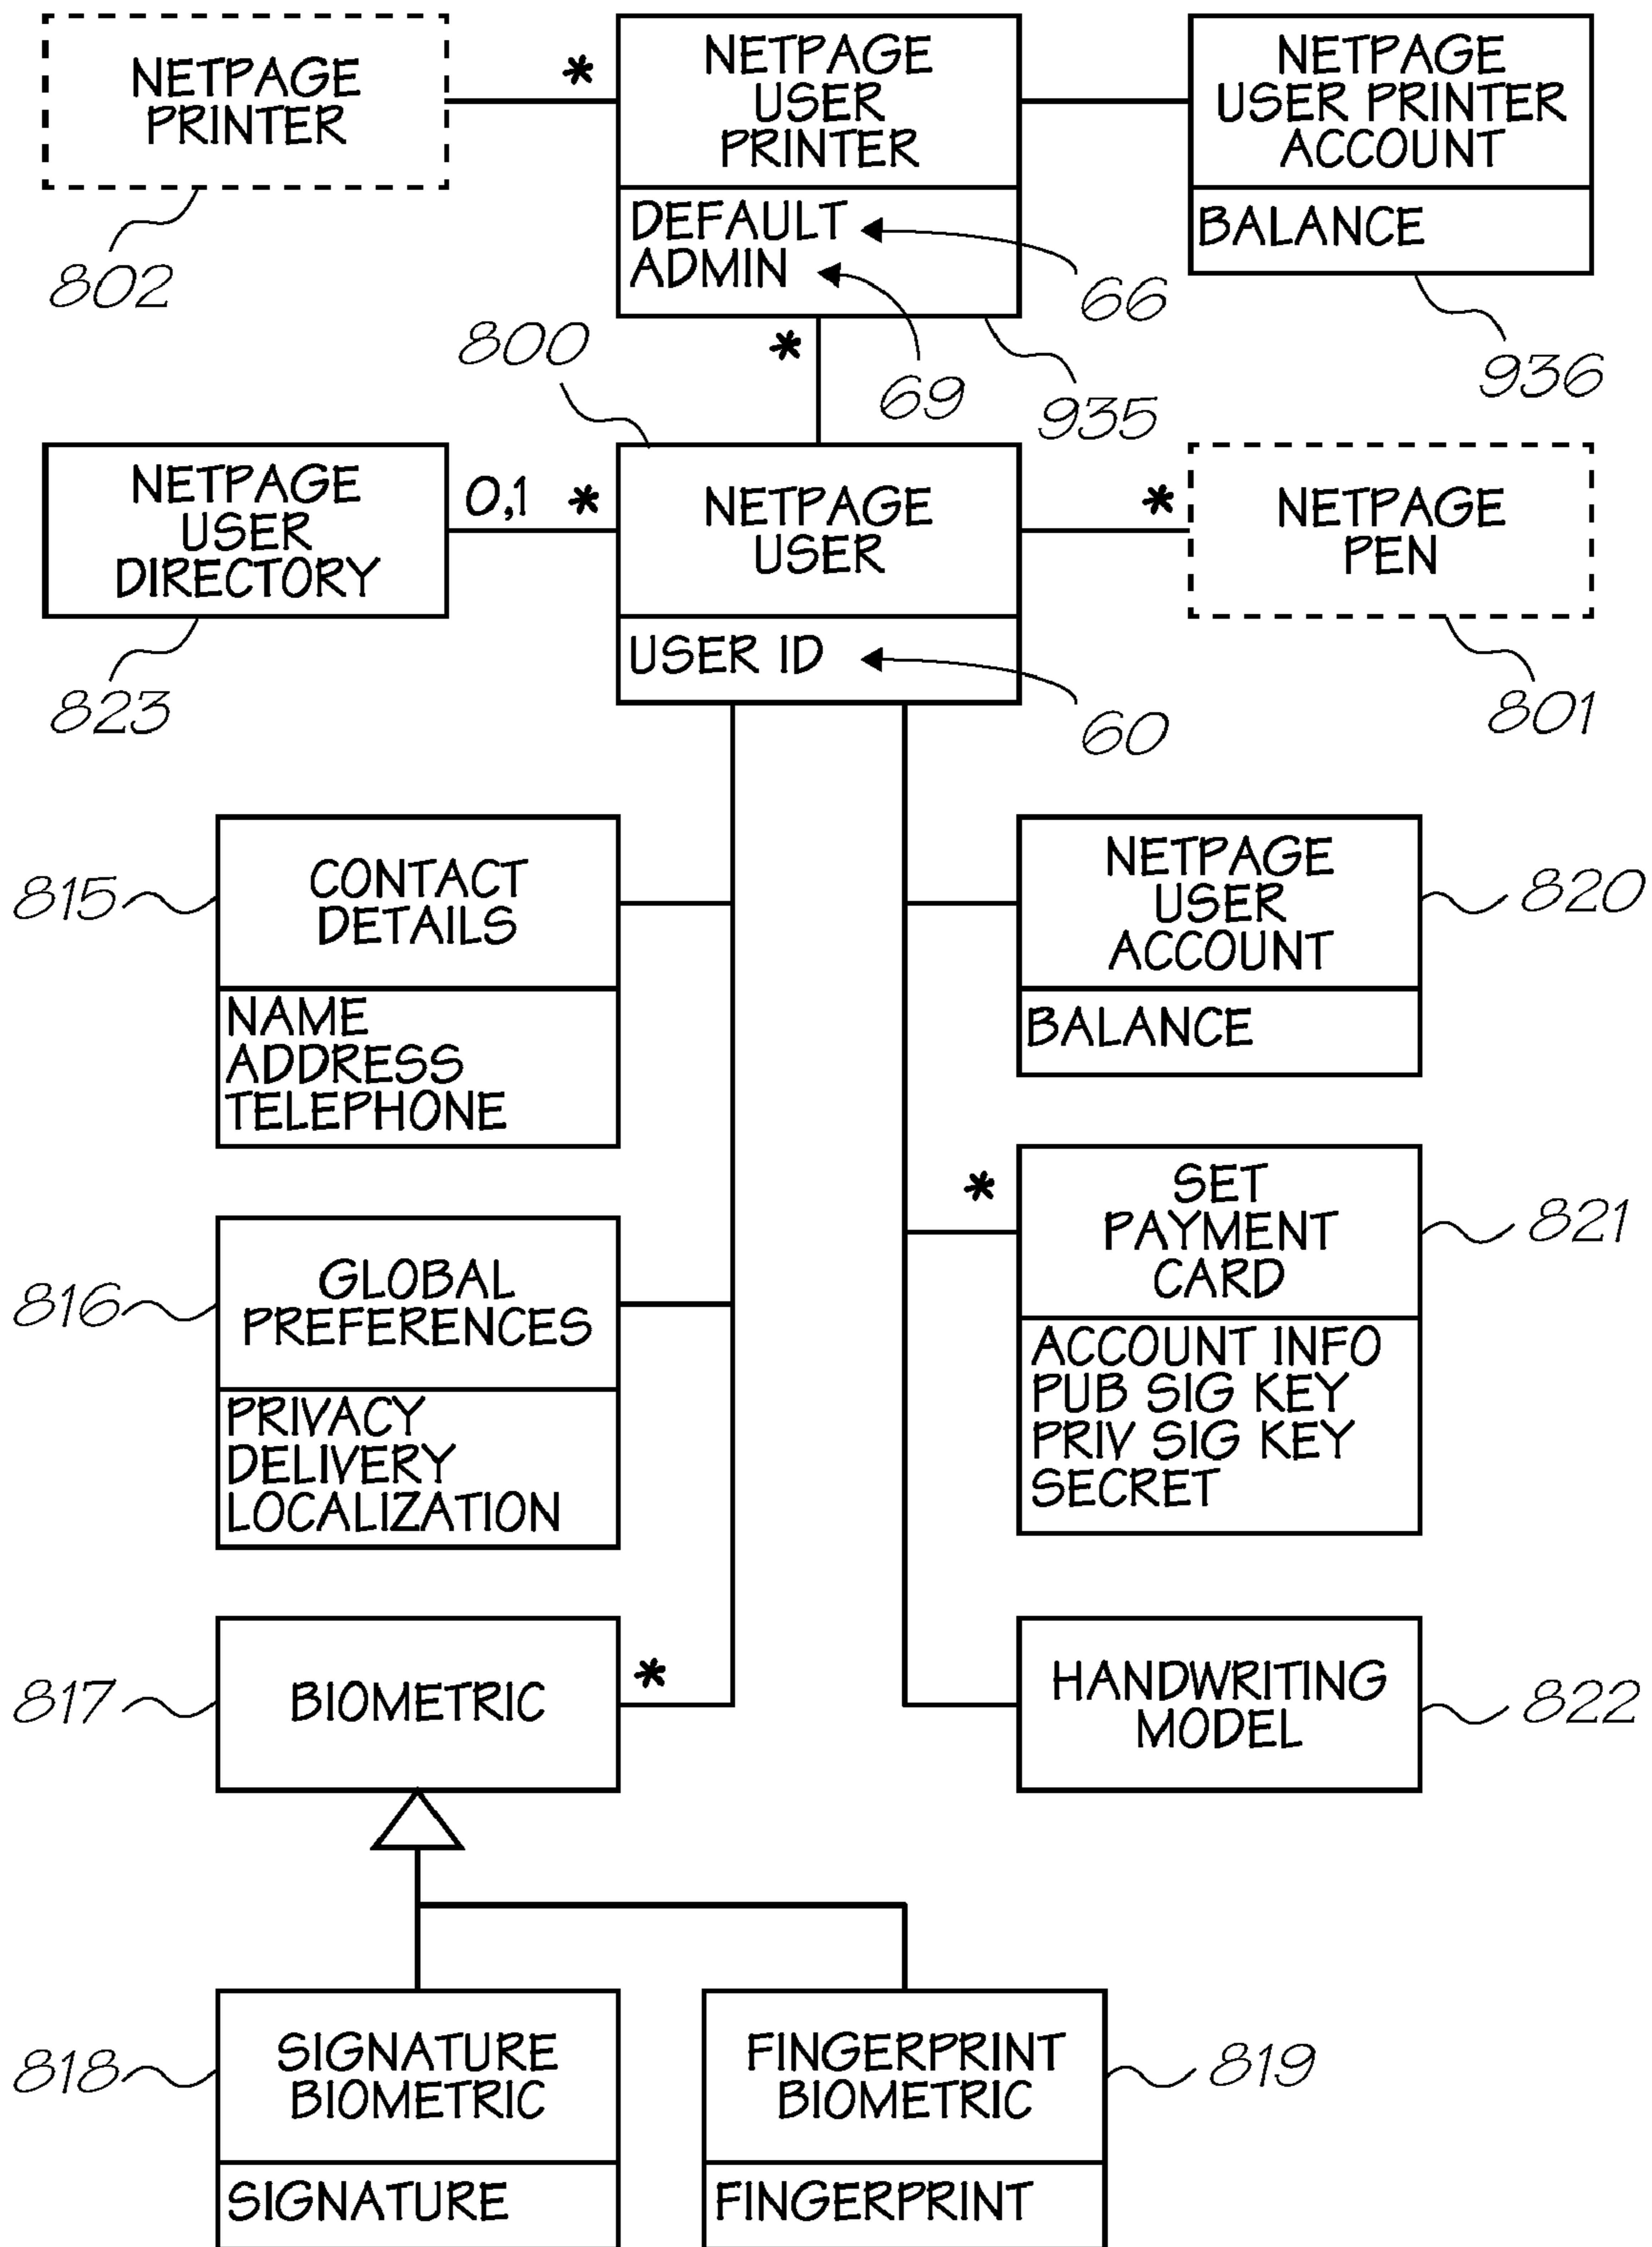 NETPAGE
PRINTER
802
*
NETPAGE
USER
PRINTER
DEFAULT
ADMIN
66
69
935
*
NETPAGE
USER PRINTER
ACCOUNT
BALANCE
936
800
NETPAGE
USER
DIRECTORY
823
0,1 *
NETPAGE
USER
USER ID
60
*
NETPAGE
PEN
801
815
CONTACT
DETAILS
NAME
ADDRESS
TELEPHONE
NETPAGE
USER
ACCOUNT
BALANCE
820
816
GLOBAL
PREFERENCES
PRIVACY
DELIVERY
LOCALIZATION
*
SET
PAYMENT
CARD
ACCOUNT INFO
PUB SIG KEY
PRIV SIG KEY
SECRET
821
817
BIOMETRIC
*
HANDWRITING
MODEL
822
818
SIGNATURE
BIOMETRIC
SIGNATURE
FINGERPRINT
BIOMETRIC
FINGERPRINT
819